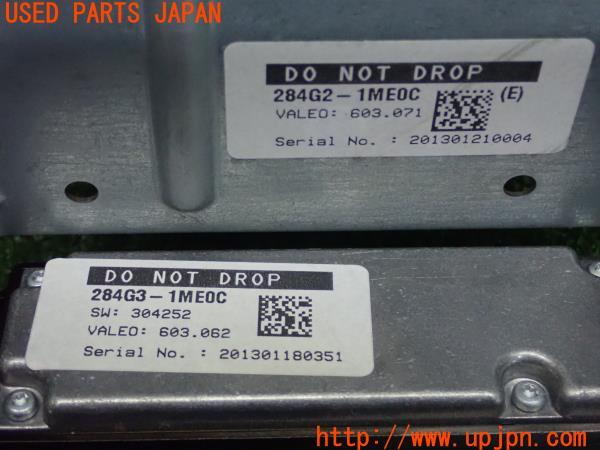 USED PARTS JAPAN
DO NOT DROP
284G2-1ME0C (E)
VALEO: 603.071
Serial No. : 201301210004
DO NOT DROP
284G3-1ME0C
SW: 304252
VALEO: 603.062
Serial No. : 201301180351
http://www.upjpn.com